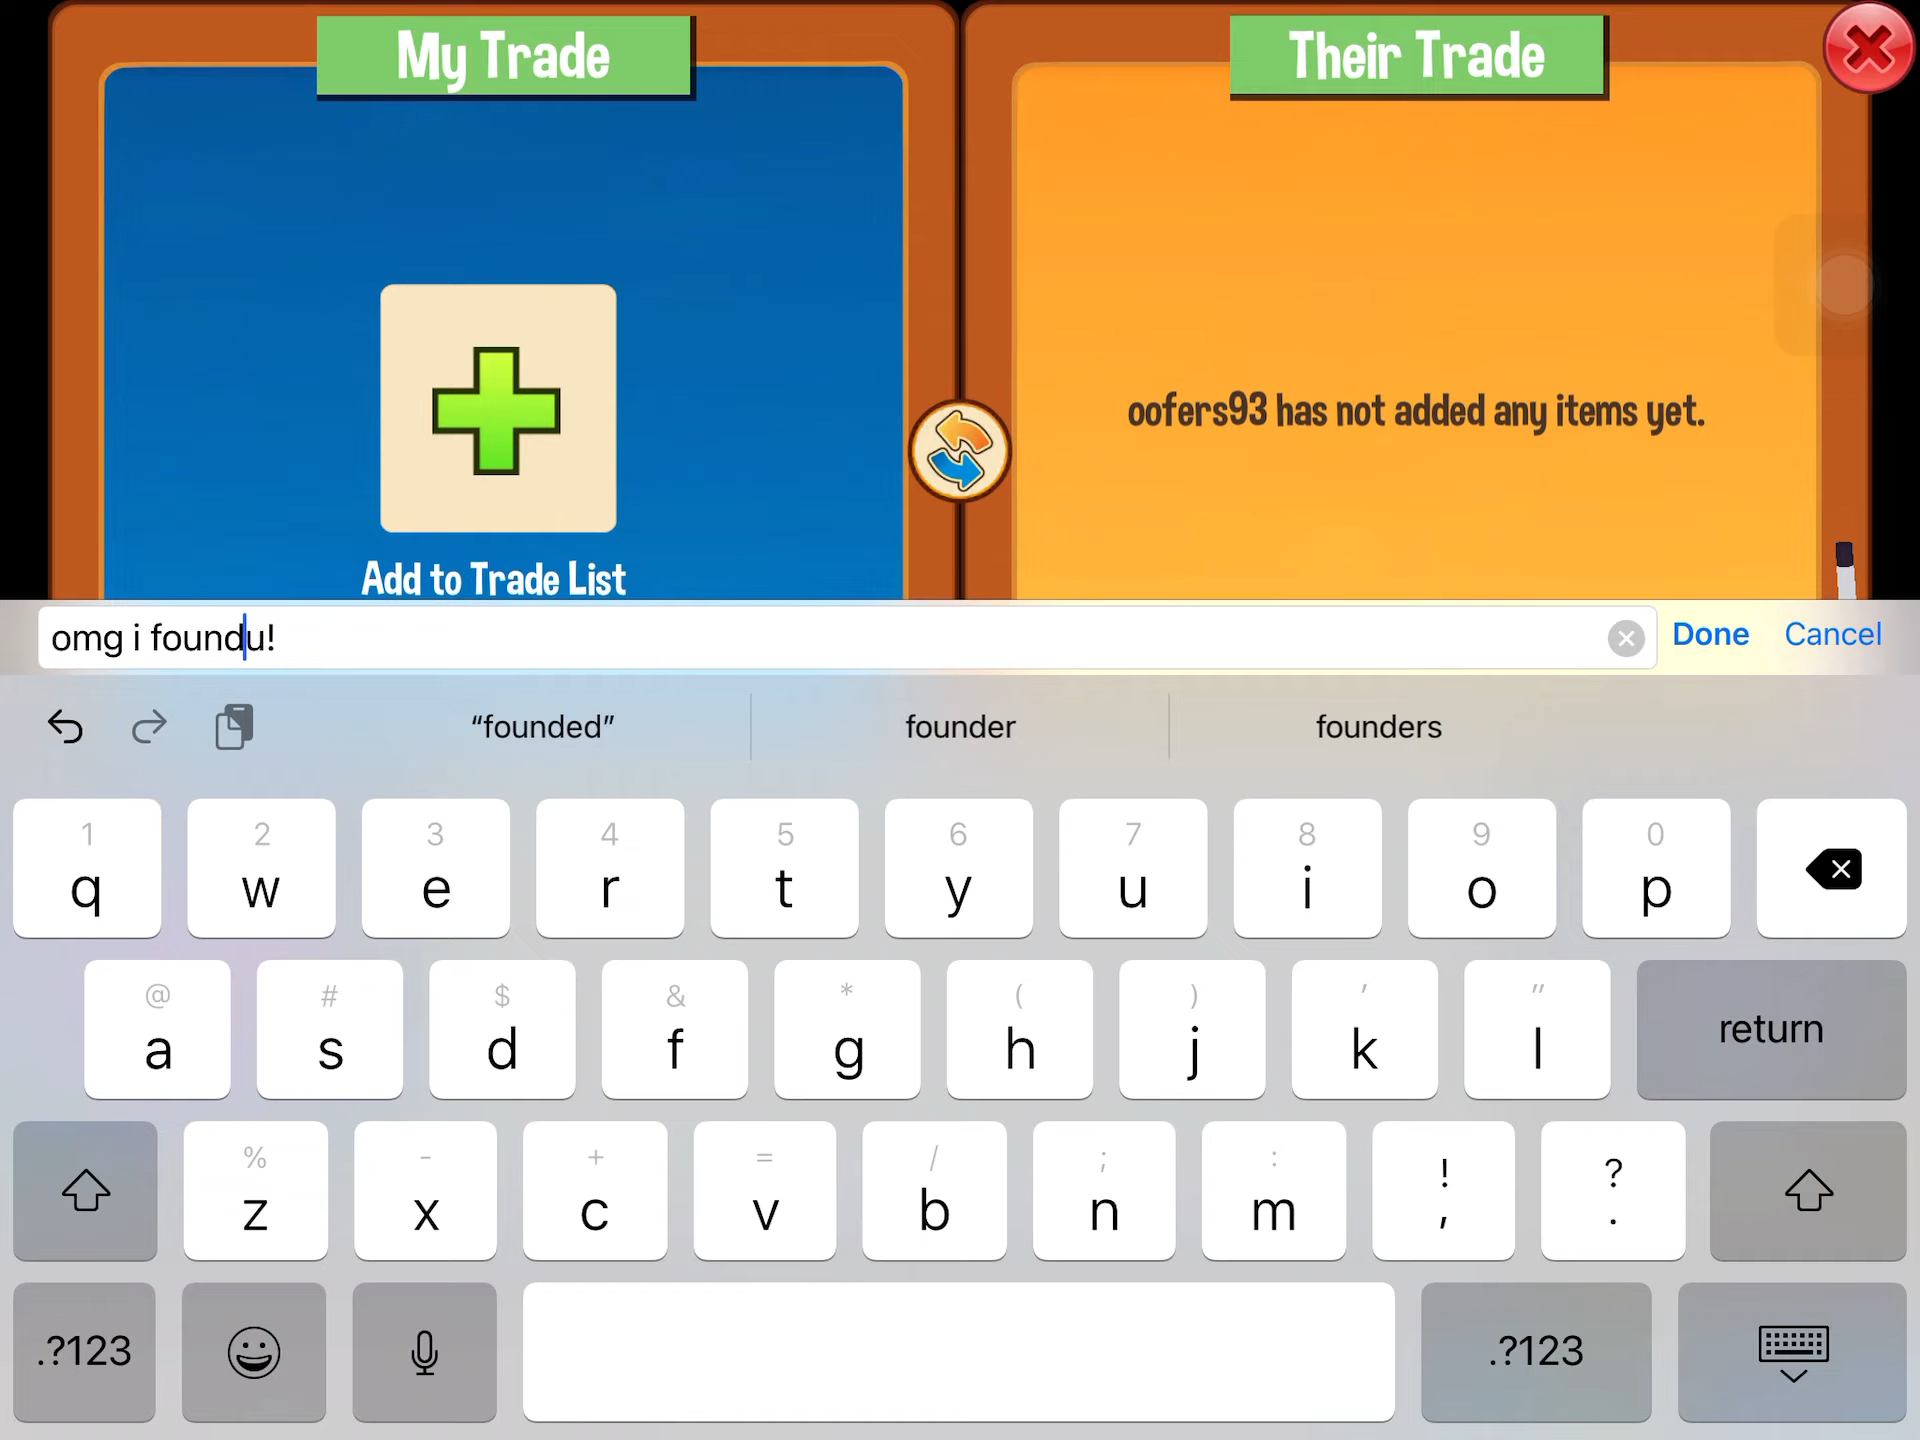 My Trade
Their Trade
oofers93 has not added any items yet.
Add to Trade List
omg i foundu!
Done
Cancel
“founded”
founder
founders
1 2 3 4 5 6 7 8 9 0
q w e r t y u i o p
@ # $ & * ( ) ' "
a s d f g h j k l
return
% - + = / ; : ! ?
z x c v b n m , .
.?123
.?123